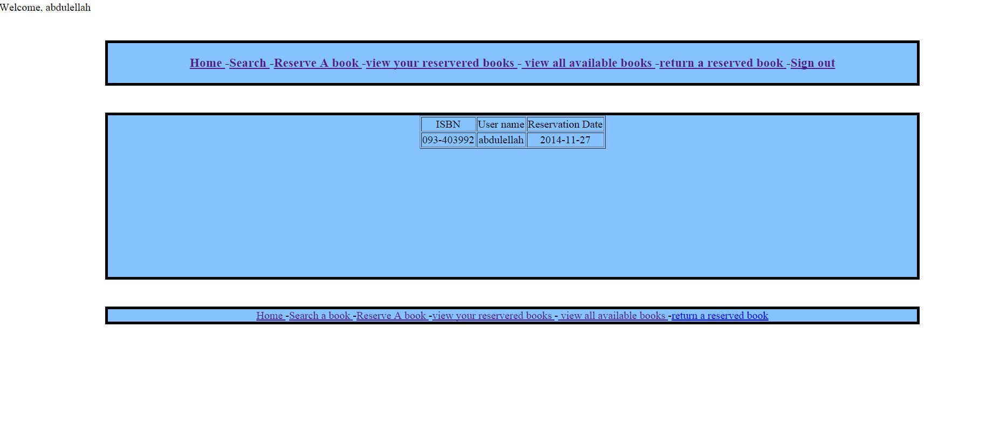 Welcome, abdulellah
Home -Search -Reserve A book -view your reservered books - view all available books -return a reserved book -Sign out
ISBN User name Reservation Date
093-403992 abdulellah 2014-11-27
Home -Search a book -Reserve A book -view your reservered books - view all available books -return a reserved book